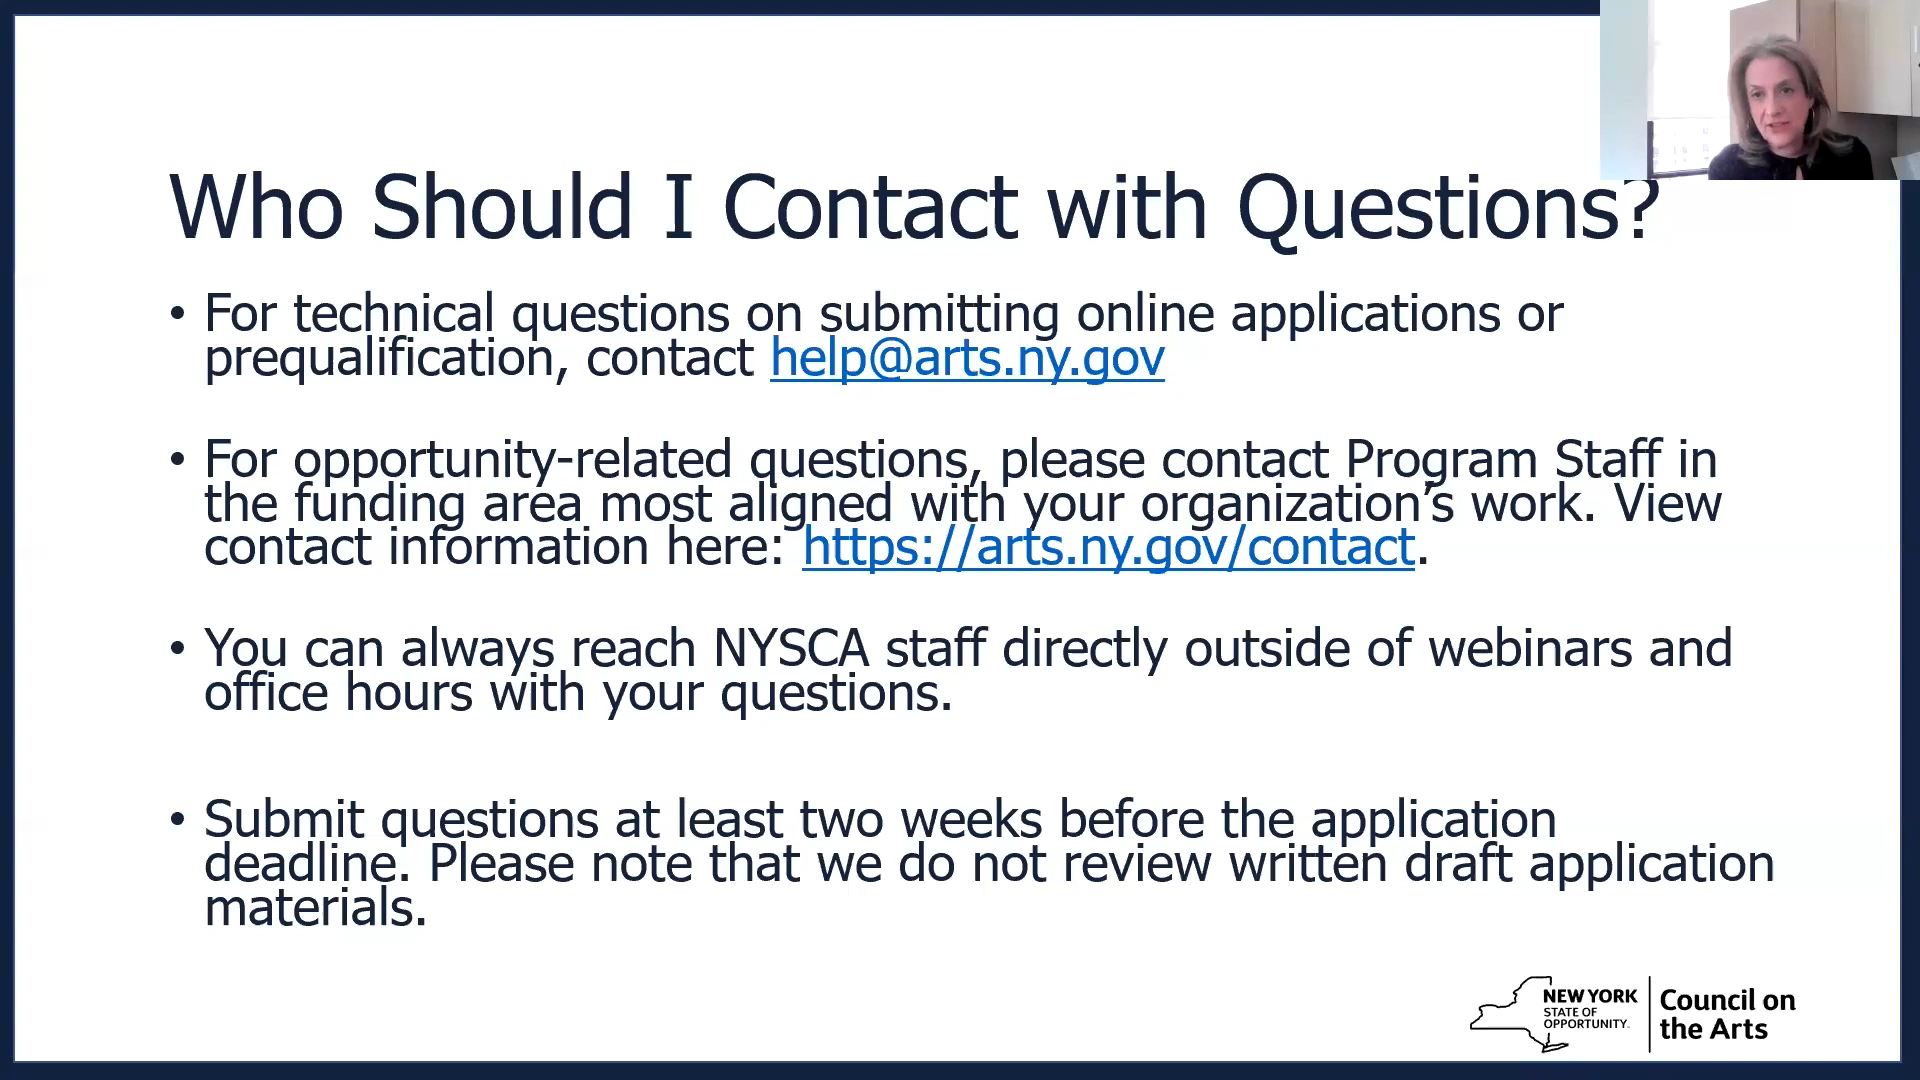 Who Should I Contact with Questions?
• For technical questions on submitting online applications or
prequalification, contact help@arts.ny.gov
• For opportunity-related questions, please contact Program Staff in
the funding area most aligned with your organization’s work. View
contact information here: https://arts.ny.gov/contact.
• You can always reach NYSCA staff directly outside of webinars and
office hours with your questions.
• Submit questions at least two weeks before the application
deadline. Please note that we do not review written draft application
materials.
NEW YORK
STATE OF
OPPORTUNITY.
Council on
the Arts